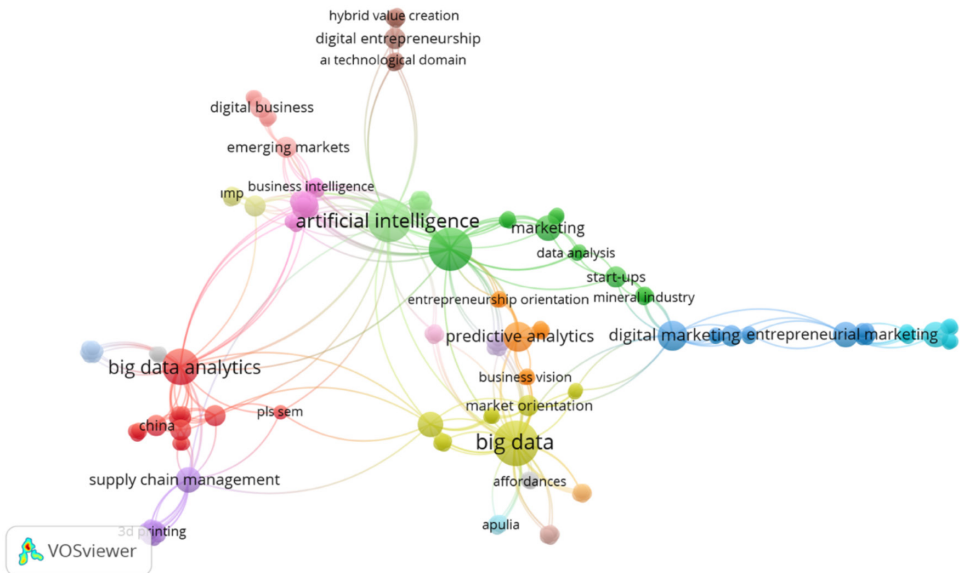 hybrid value creation
digital entrepreneurship
ai technological domain
digital business
emerging markets
imp
business intelligence
artificial intelligence
marketing
data analysis
start-ups
entrepreneurship orientation
mineral industry
predictive analytics
digital marketing
entrepreneurial marketing
big data analytics
business vision
market orientation
pls sem
china
big data
supply chain management
affordances
apulia
3d printing
VOSviewer